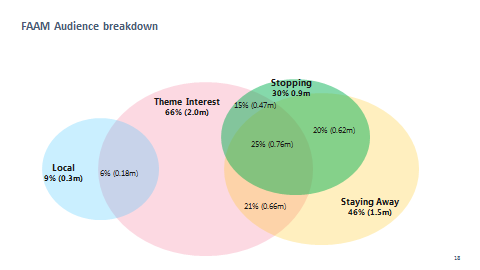 FAAM Audience breakdown
Stopping
30% 0.9m
Theme Interest
66% (2.0m)
15% (0.47m)
20% (0.62m)
25% (0.76m)
Local
9% (0.3m)
6% (0.18m)
21% (0.66m)
Staying Away
46% (1.5m)
18